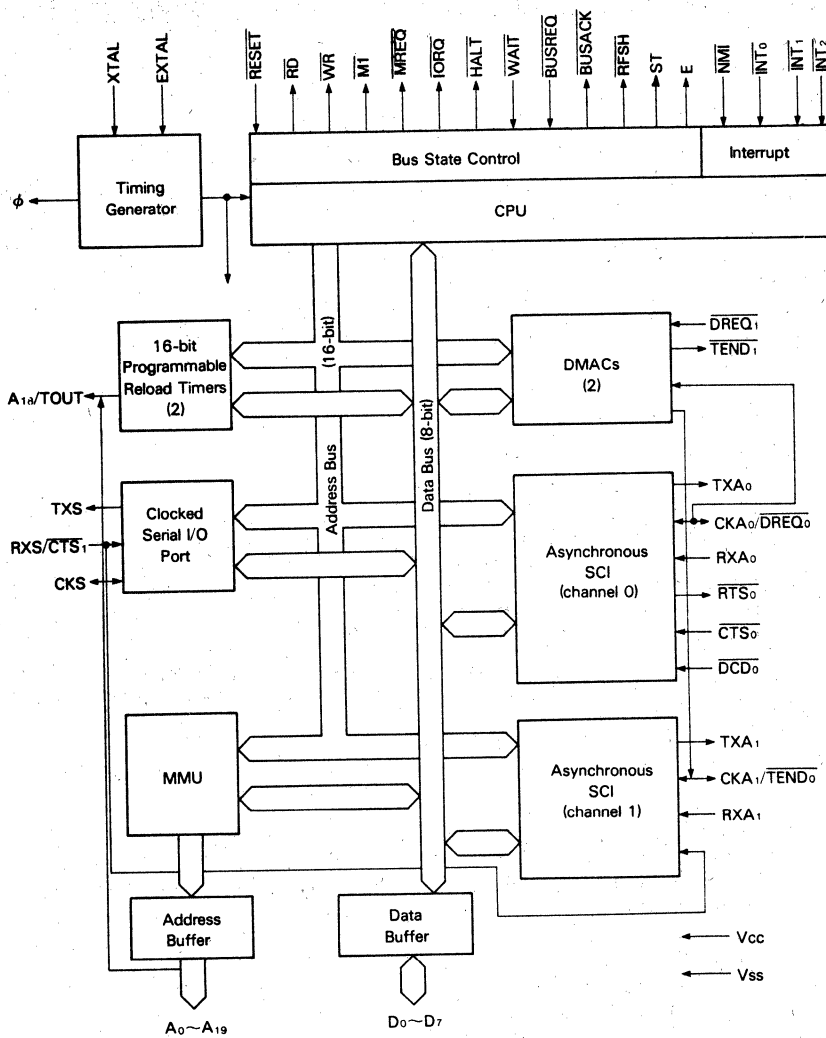 XTAL
EXTAL
RESET
RD
WR
M1
MREQ
IORQ
HALT
WAIT
BUSREQ
BUSACK
RFSH
ST
E
NMI
INT0
INT1
INT2
Timing
Generator
ϕ
Bus State Control
Interrupt
CPU
16-bit
Programmable
Reload Timers
(2)
A18/TOUT
(16-bit)
Address Bus
Data Bus (8-bit)
DMACs
(2)
DREQ1
TEND1
TXS
RXS/CTS1
CKS
Clocked
Serial I/O
Port
Asynchronous
SCI
(channel 0)
TXA0
CKA0/DREQ0
RXA0
RTS0
CTS0
DCD0
MMU
Asynchronous
SCI
(channel 1)
TXA1
CKA1/TEND0
RXA1
Address
Buffer
Data
Buffer
Vcc
Vss
A0~A19
D0~D7